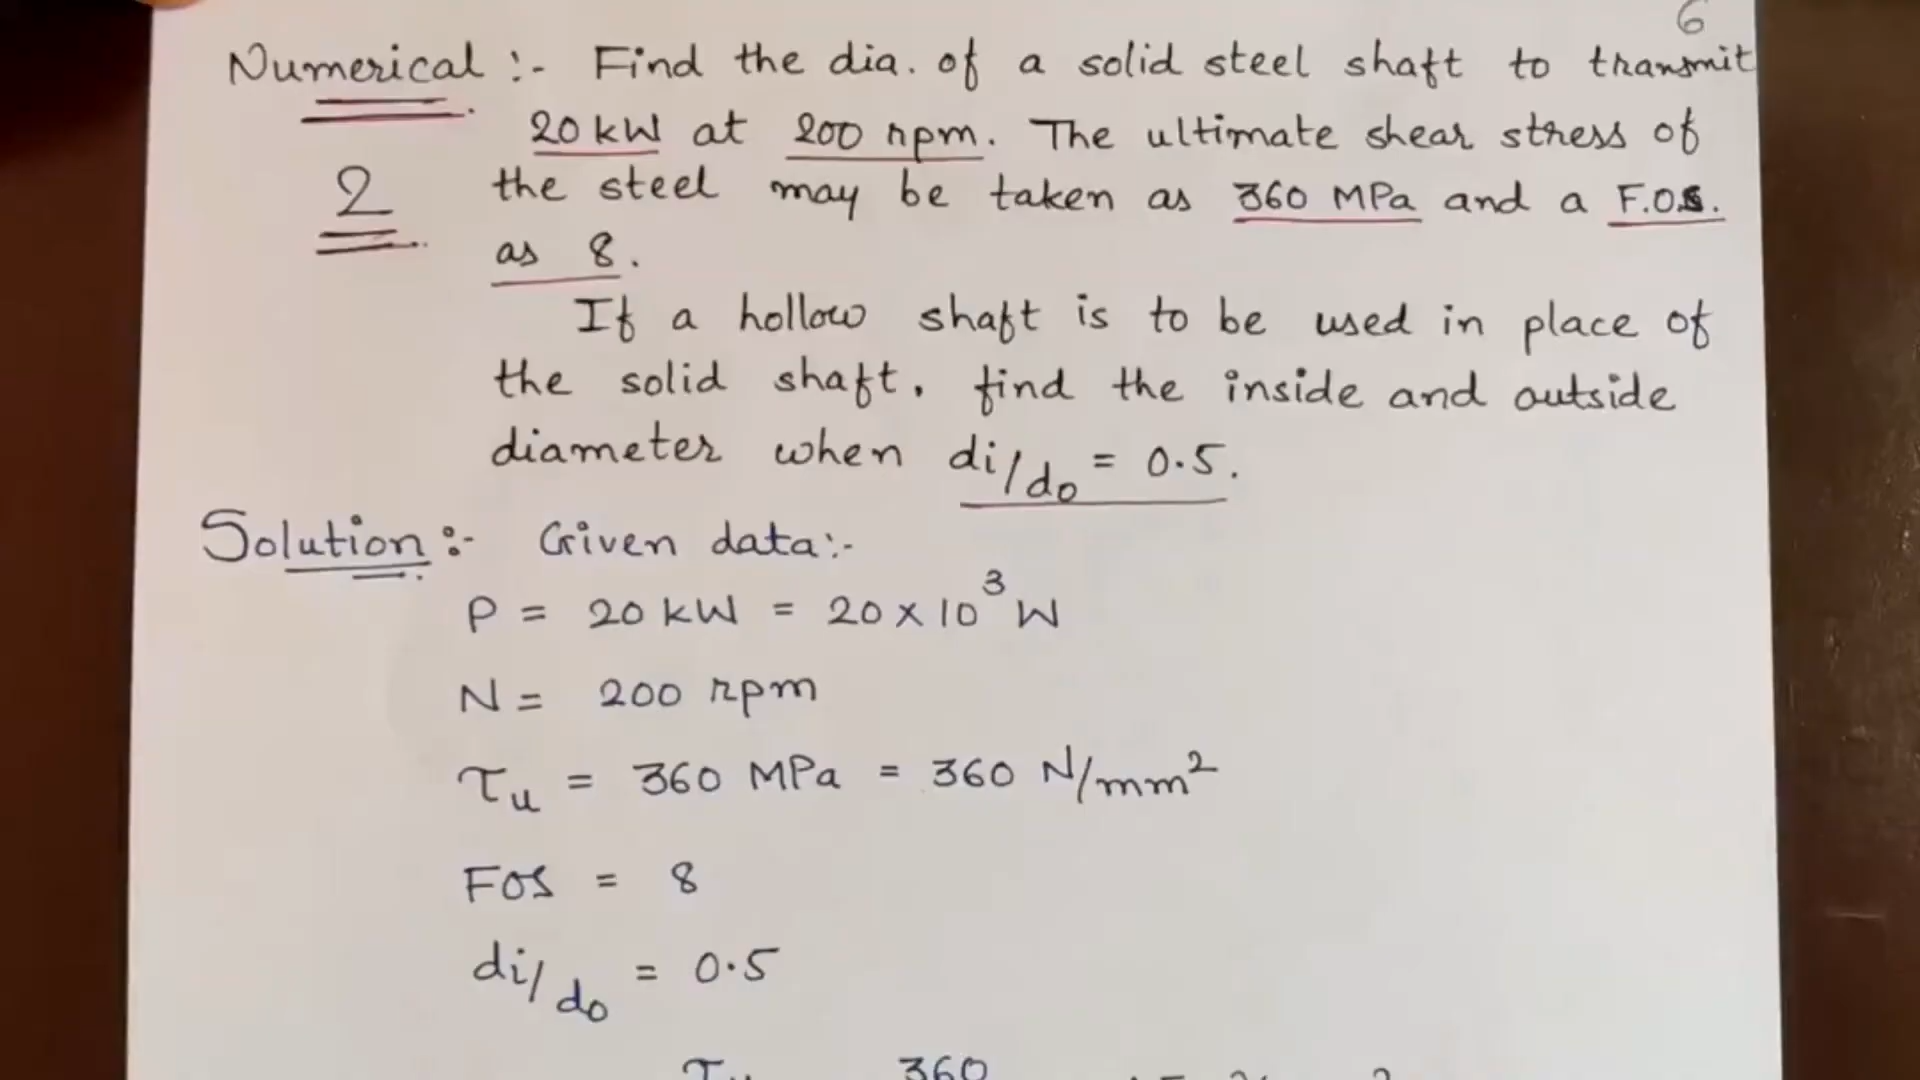 6
Numerical :- Find the dia. of a solid steel shaft to transmit
20 kW at 200 rpm. The ultimate shear stress of
2 the steel may be taken as 360 MPa and a F.O.S.
as 8.
If a hollow shaft is to be used in place of
the solid shaft, find the inside and outside
diameter when di/do = 0.5.
Solution :- Given data:-
P = 20 kW = 20 x 10³ W
N = 200 rpm
τu = 360 MPa = 360 N/mm²
FOS = 8
di/do = 0.5
τu 360